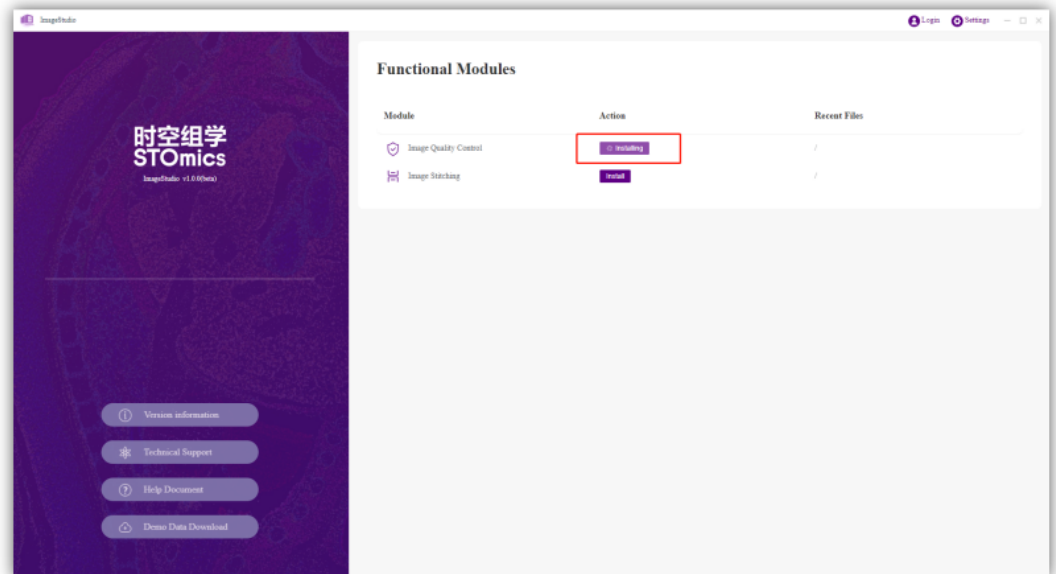 ImageStudio
Login Settings
时空组学
STOmics
ImageStudio v1.0.0(beta)
Version information
Technical Support
Help Document
Demo Data Download
Functional Modules
Module Action Recent Files
Image Quality Control Installing /
Image Stitching Install /